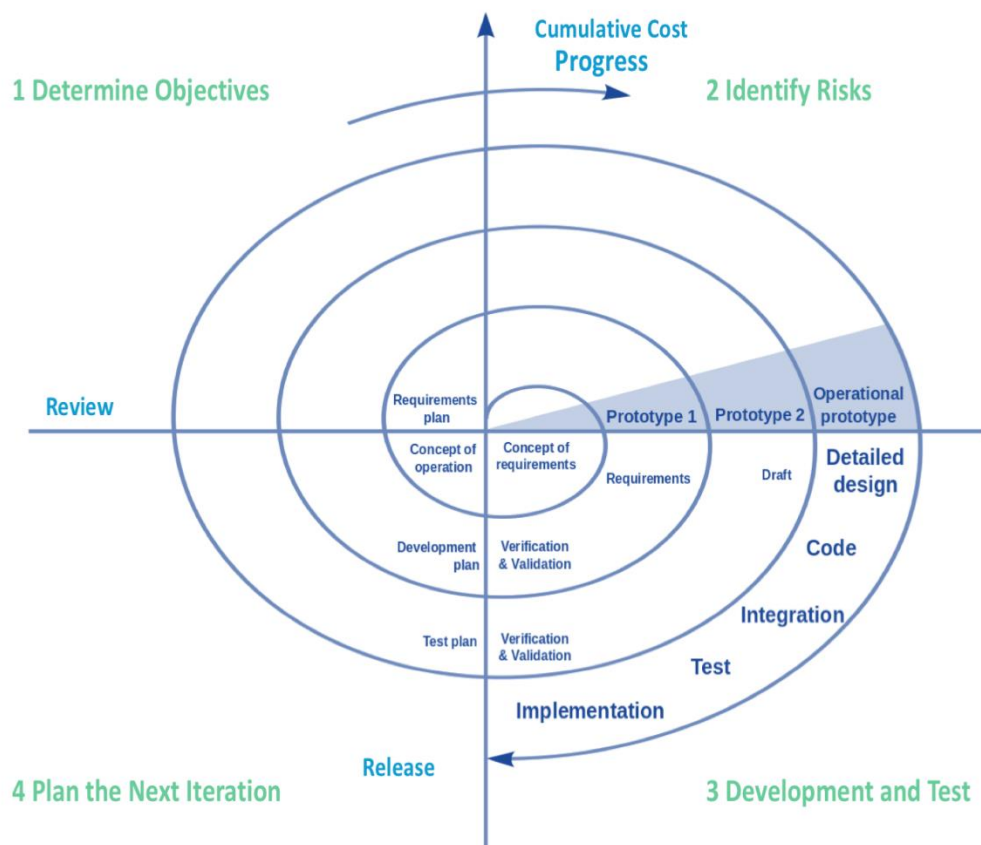 Cumulative Cost
Progress
1 Determine Objectives
2 Identify Risks
Review
Requirements
plan
Prototype 1
Prototype 2
Operational
prototype
Concept of
operation
Concept of
requirements
Requirements
Draft
Detailed
design
Development
plan
Verification
& Validation
Code
Integration
Test plan
Verification
& Validation
Test
Implementation
Release
4 Plan the Next Iteration
3 Development and Test